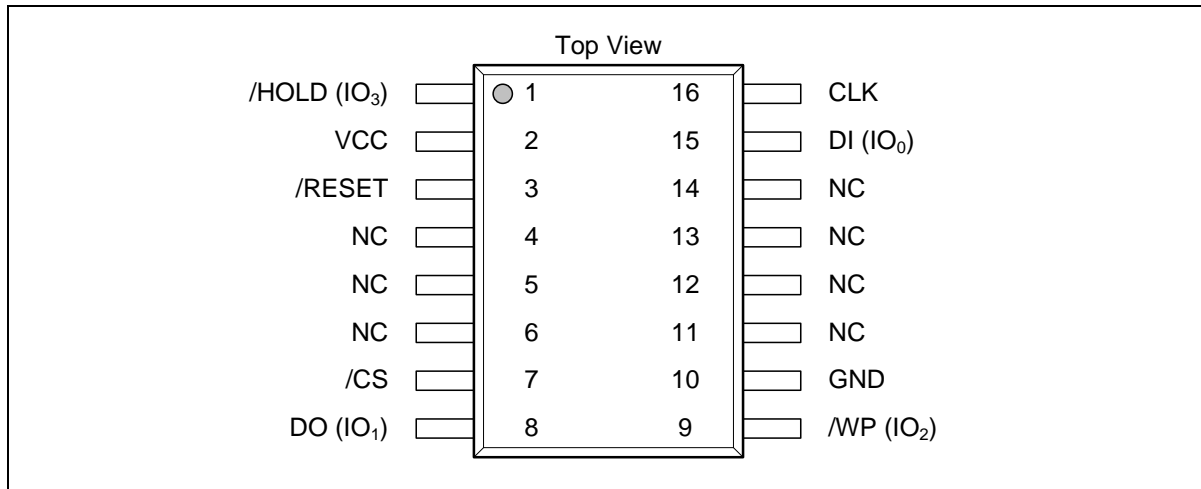 Top View
/HOLD (IO₃) 1 16 CLK
VCC 2 15 DI (IO₀)
/RESET 3 14 NC
NC 4 13 NC
NC 5 12 NC
NC 6 11 NC
/CS 7 10 GND
DO (IO₁) 8 9 /WP (IO₂)